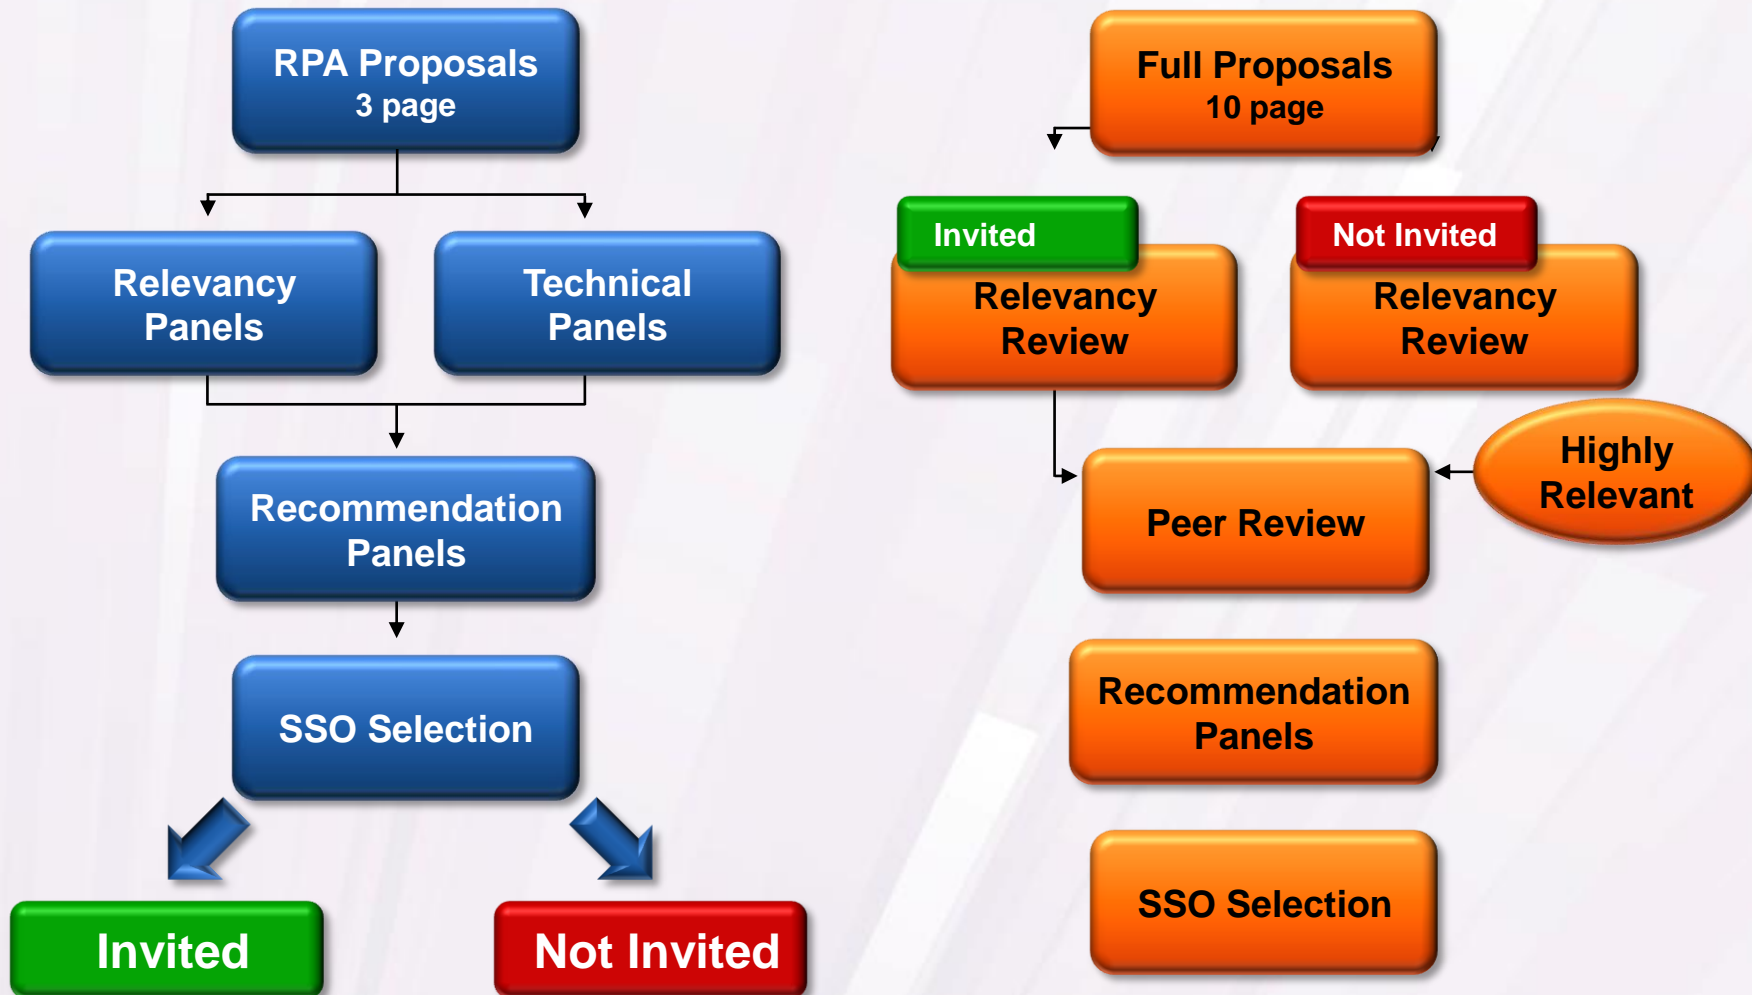 RPA Proposals
3 page
Relevancy
Panels
Technical
Panels
Recommendation
Panels
SSO Selection
Invited
Not Invited
Full Proposals
10 page
Invited
Relevancy
Review
Not Invited
Relevancy
Review
Highly
Relevant
Peer Review
Recommendation
Panels
SSO Selection